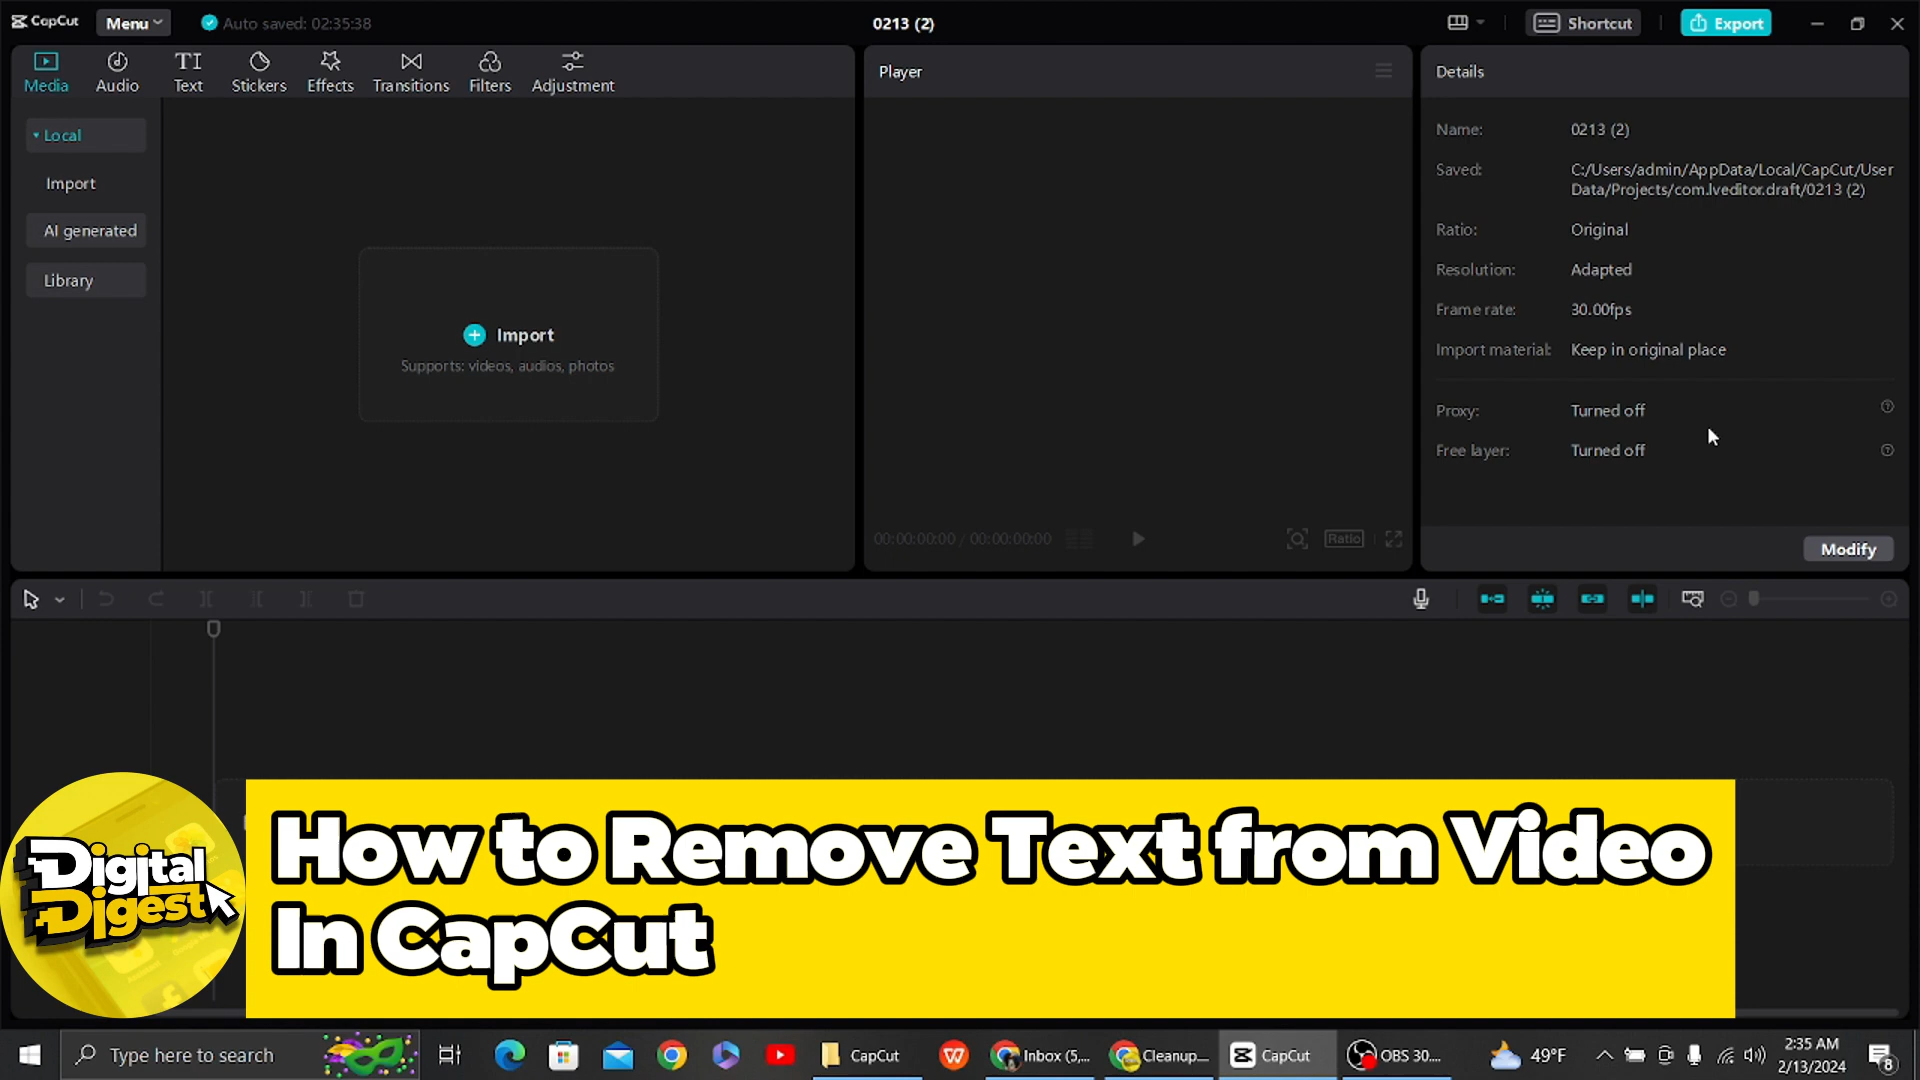 CapCut
Menu
Auto saved: 02:35:38
0213 (2)
Shortcut
Export
Media
Audio
TI
Text
Stickers
Effects
Transitions
Filters
Adjustment
Player
Details
Local
Import
AI generated
Library
Import
Supports: videos, audios, photos
00:00:00:00 / 00:00:00:00
Ratio
Name: 0213 (2)
Saved: C:/Users/admin/AppData/Local/CapCut/User
Data/Projects/com.lveditor.draft/0213 (2)
Ratio: Original
Resolution: Adapted
Frame rate: 30.00fps
Import material: Keep in original place
Proxy: Turned off
Free layer: Turned off
Modify
Digital
Digest
How to Remove Text from Video
In CapCut
Type here to search
CapCut
Inbox (5,...
Cleanup...
CapCut
OBS 30....
49°F
2:35 AM
2/13/2024
8